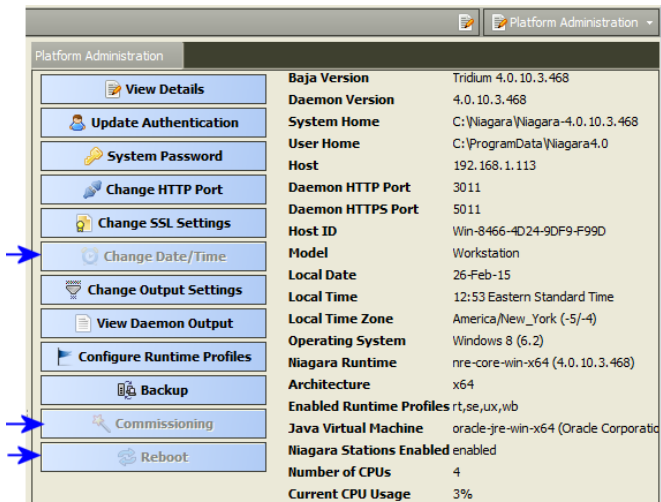 Platform Administration
Platform Administration
View Details
Update Authentication
System Password
Change HTTP Port
Change SSL Settings
Change Date/Time
Change Output Settings
View Daemon Output
Configure Runtime Profiles
Backup
Commissioning
Reboot
Baja Version Tridium 4.0.10.3.468
Daemon Version 4.0.10.3.468
System Home C:\Niagara\Niagara-4.0.10.3.468
User Home C:\ProgramData\Niagara4.0
Host 192.168.1.113
Daemon HTTP Port 3011
Daemon HTTPS Port 5011
Host ID Win-8466-4D24-9DF9-F99D
Model Workstation
Local Date 26-Feb-15
Local Time 12:53 Eastern Standard Time
Local Time Zone America/New_York (-5/-4)
Operating System Windows 8 (6.2)
Niagara Runtime nre-core-win-x64 (4.0.10.3.468)
Architecture x64
Enabled Runtime Profiles rt,se,ux,wb
Java Virtual Machine oracle-jre-win-x64 (Oracle Corporatio
Niagara Stations Enabled enabled
Number of CPUs 4
Current CPU Usage 3%